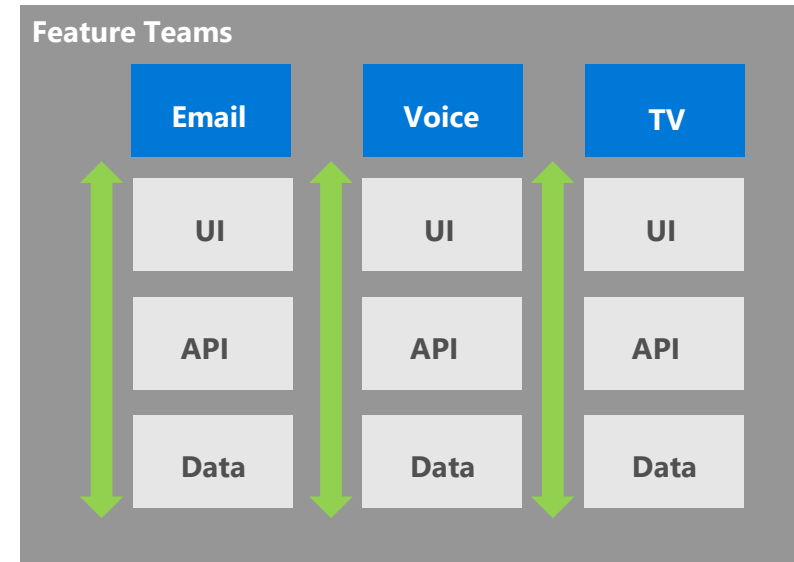 Feature Teams
Email Voice TV
UI UI UI
API API API
Data Data Data